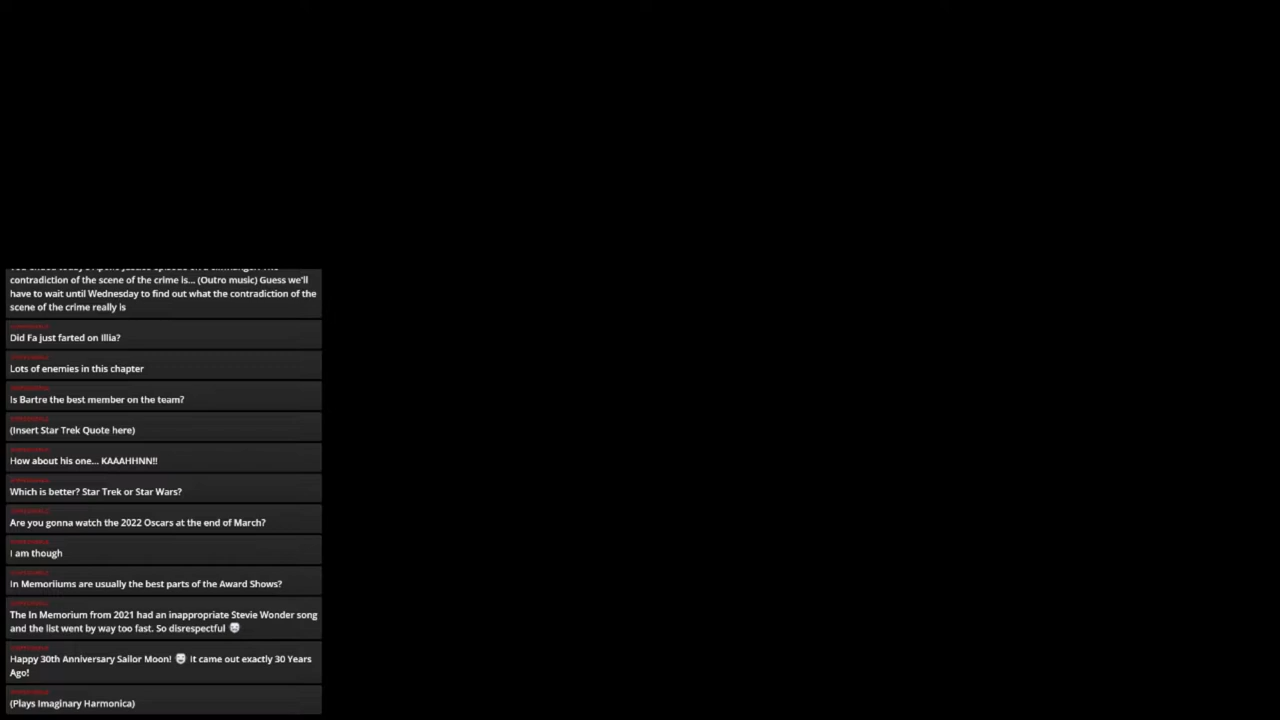 contradiction of the scene of the crime is... (Outro music) Guess we'll
have to wait until Wednesday to find out what the contradiction of the
scene of the crime really is
Did Fa just farted on Illia?
Lots of enemies in this chapter
Is Bartre the best member on the team?
(Insert Star Trek Quote here)
How about his one... KAAAHHNN!!
Which is better? Star Trek or Star Wars?
Are you gonna watch the 2022 Oscars at the end of March?
I am though
In Memoriiums are usually the best parts of the Award Shows?
The In Memorium from 2021 had an inappropriate Stevie Wonder song
and the list went by way too fast. So disrespectful
Happy 30th Anniversary Sailor Moon! It came out exactly 30 Years
Ago!
(Plays Imaginary Harmonica)